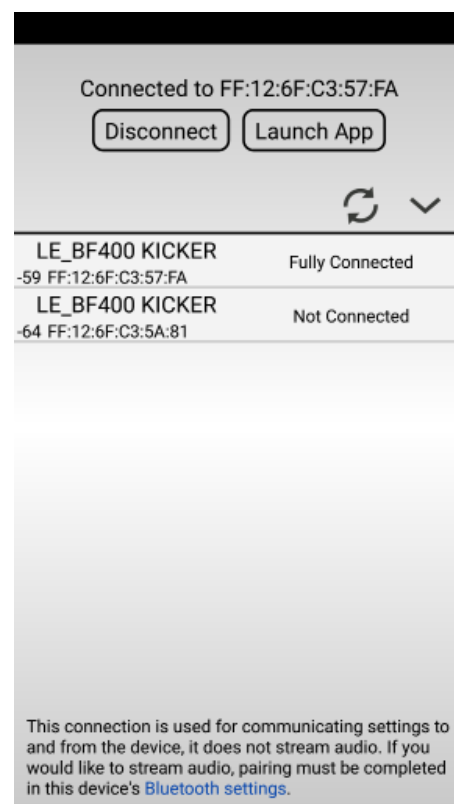 Connected to FF:12:6F:C3:57:FA
Disconnect Launch App
LE_BF400 KICKER
-59 FF:12:6F:C3:57:FA Fully Connected
LE_BF400 KICKER
-64 FF:12:6F:C3:5A:81 Not Connected
This connection is used for communicating settings to
and from the device, it does not stream audio. If you
would like to stream audio, pairing must be completed
in this device's Bluetooth settings.